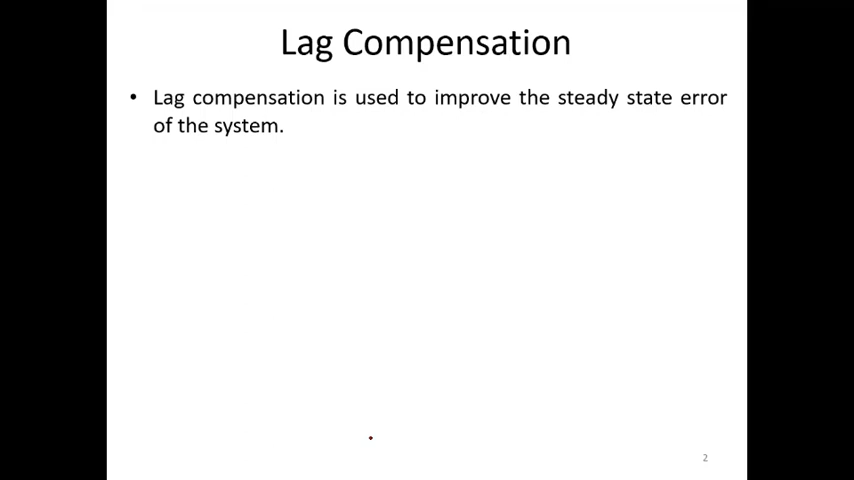 Lag Compensation
• Lag compensation is used to improve the steady state error
of the system.
2